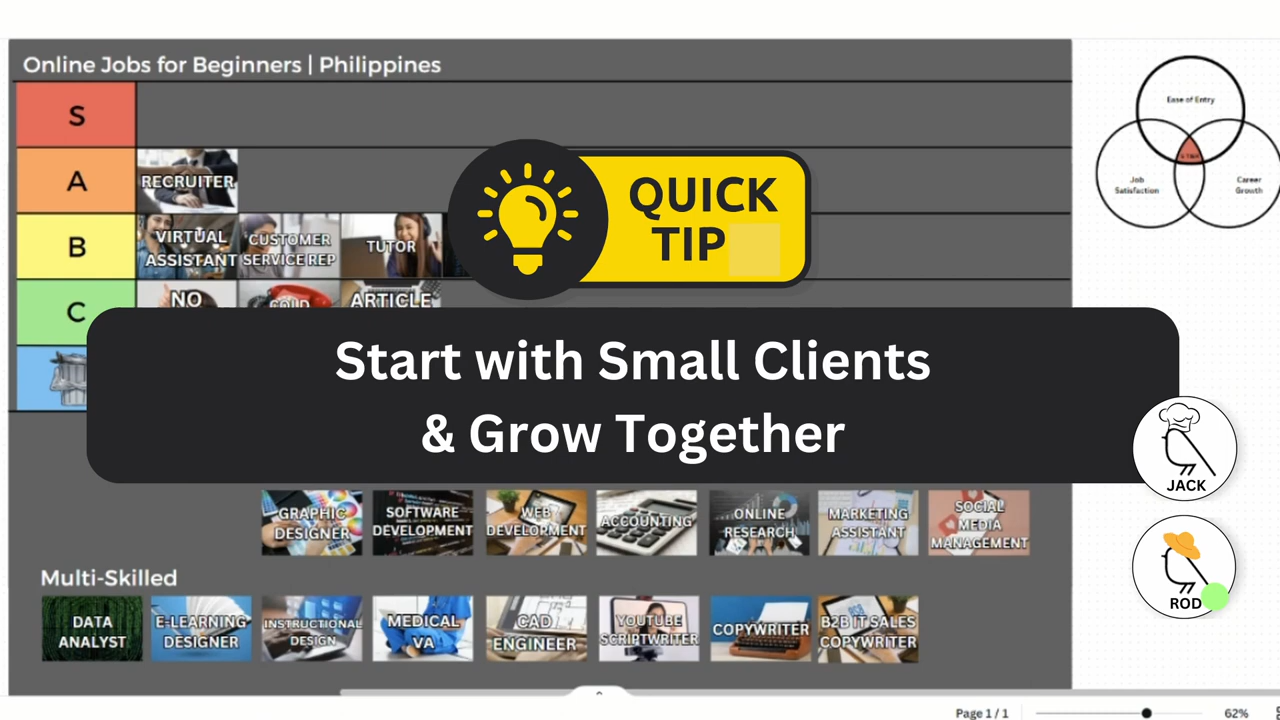 Online Jobs for Beginners | Philippines
S
A
RECRUITER
B
VIRTUAL
ASSISTANT
CUSTOMER
SERVICE REP
TUTOR
C
NO
COLD
ARTICLE
QUICK
TIP
Start with Small Clients
& Grow Together
Ease of Entry
Job
Satisfaction
Career
Growth
JACK
ROD
GRAPHIC
DESIGNER
SOFTWARE
DEVELOPMENT
WEB
DEVELOPMENT
ACCOUNTING
ONLINE
RESEARCH
MARKETING
ASSISTANT
SOCIAL
MEDIA
MANAGEMENT
Multi-Skilled
DATA
ANALYST
E-LEARNING
DESIGNER
INSTRUCTIONAL
DESIGN
MEDICAL
VA
CAD
ENGINEER
YOUTUBE
SCRIPTWRITER
COPYWRITER
B2B IT SALES
COPYWRITER
Page 1 / 1
62%